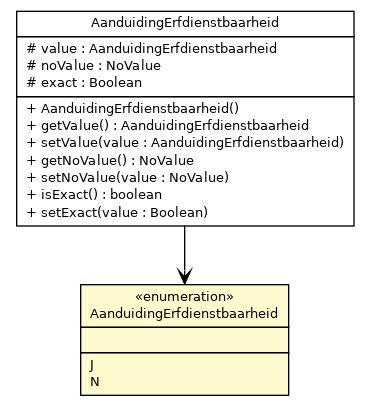 AanduidingErfdienstbaarheid
# value : AanduidingErfdienstbaarheid
# noValue : NoValue
# exact : Boolean
+ AanduidingErfdienstbaarheid()
+ getValue() : AanduidingErfdienstbaarheid
+ setValue(value : AanduidingErfdienstbaarheid)
+ getNoValue() : NoValue
+ setNoValue(value : NoValue)
+ isExact() : boolean
+ setExact(value : Boolean)
«enumeration»
AanduidingErfdienstbaarheid
J
N